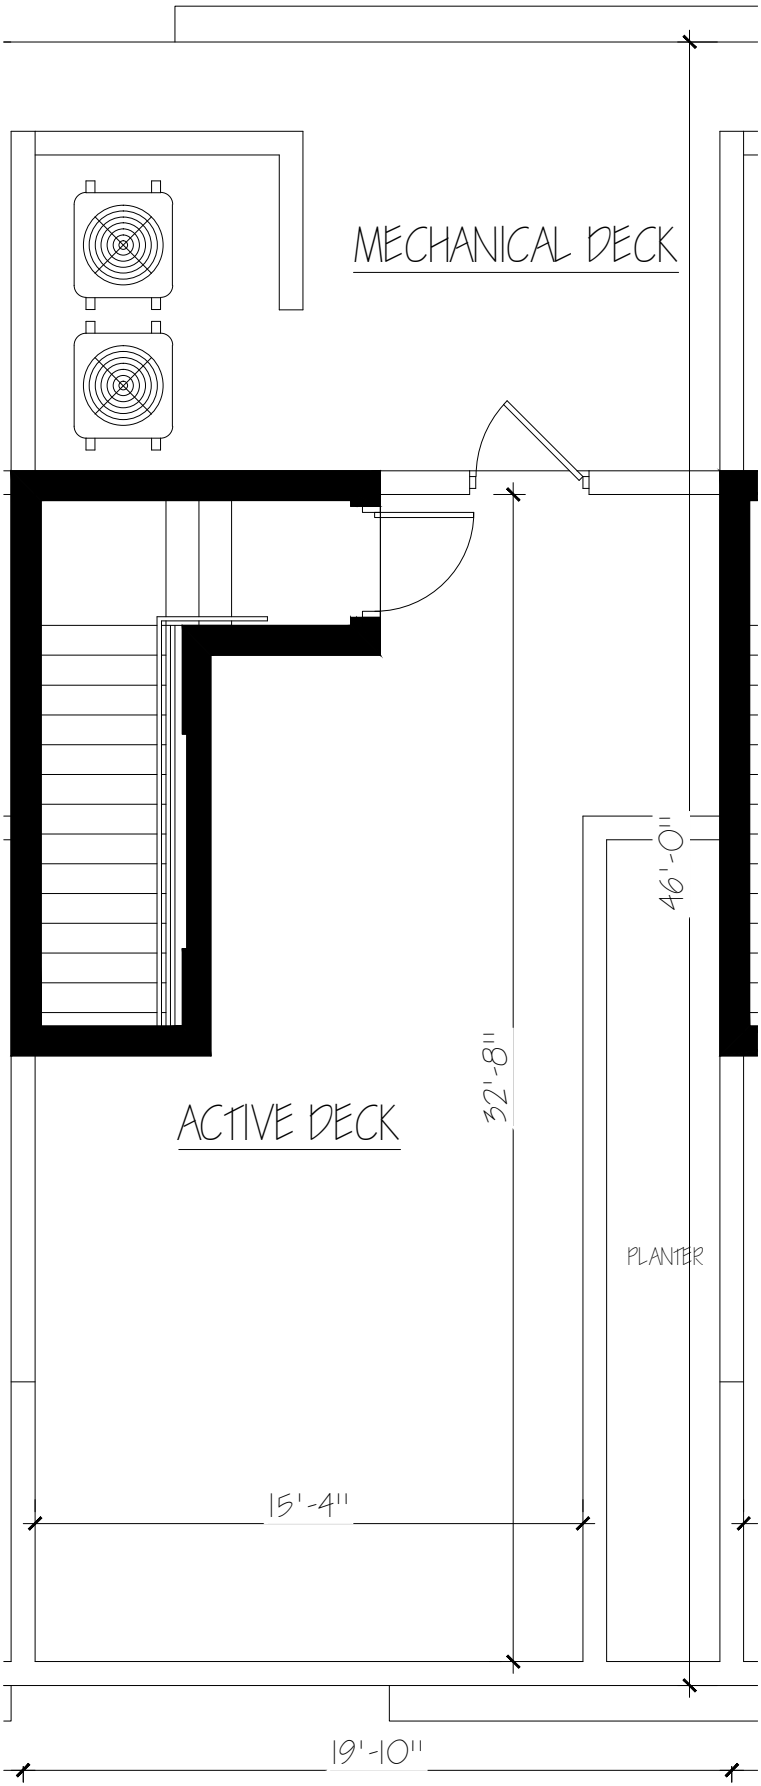 MECHANICAL DECK
46'-0"
32'-8"
ACTIVE DECK
PLANTER
15'-4"
19'-10"